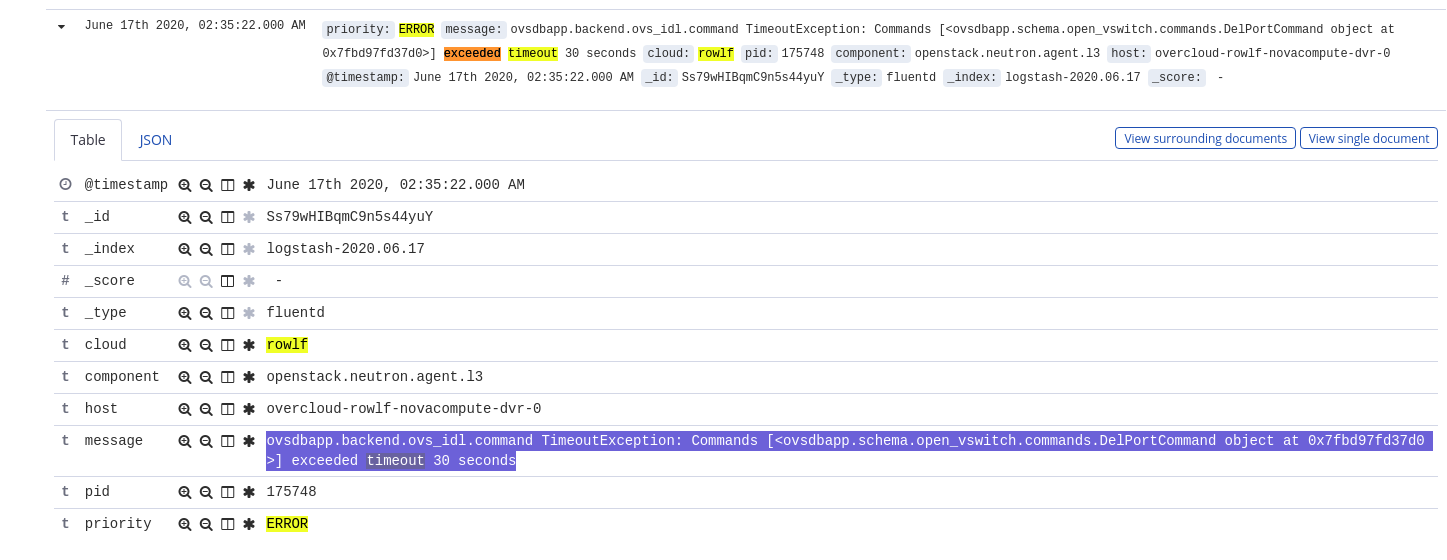 June 17th 2020, 02:35:22.000 AM priority: ERROR message: ovsdbapp.backend.ovs_idl.command TimeoutException: Commands [<ovsdbapp.schema.open_vswitch.commands.DelPortCommand object at
0x7fbd97fd37d0>] exceeded timeout 30 seconds cloud: rowlf pid: 175748 component: openstack.neutron.agent.l3 host: overcloud-rowlf-novacompute-dvr-0
@timestamp: June 17th 2020, 02:35:22.000 AM _id: Ss79wHIBqmC9n5s44yuY _type: fluentd _index: logstash-2020.06.17 _score: -
Table JSON View surrounding documents View single document
@timestamp June 17th 2020, 02:35:22.000 AM
t _id Ss79wHIBqmC9n5s44yuY
t _index logstash-2020.06.17
# _score -
t _type fluentd
t cloud rowlf
t component openstack.neutron.agent.l3
t host overcloud-rowlf-novacompute-dvr-0
t message ovsdbapp.backend.ovs_idl.command TimeoutException: Commands [<ovsdbapp.schema.open_vswitch.commands.DelPortCommand object at 0x7fbd97fd37d0
>] exceeded timeout 30 seconds
t pid 175748
t priority ERROR